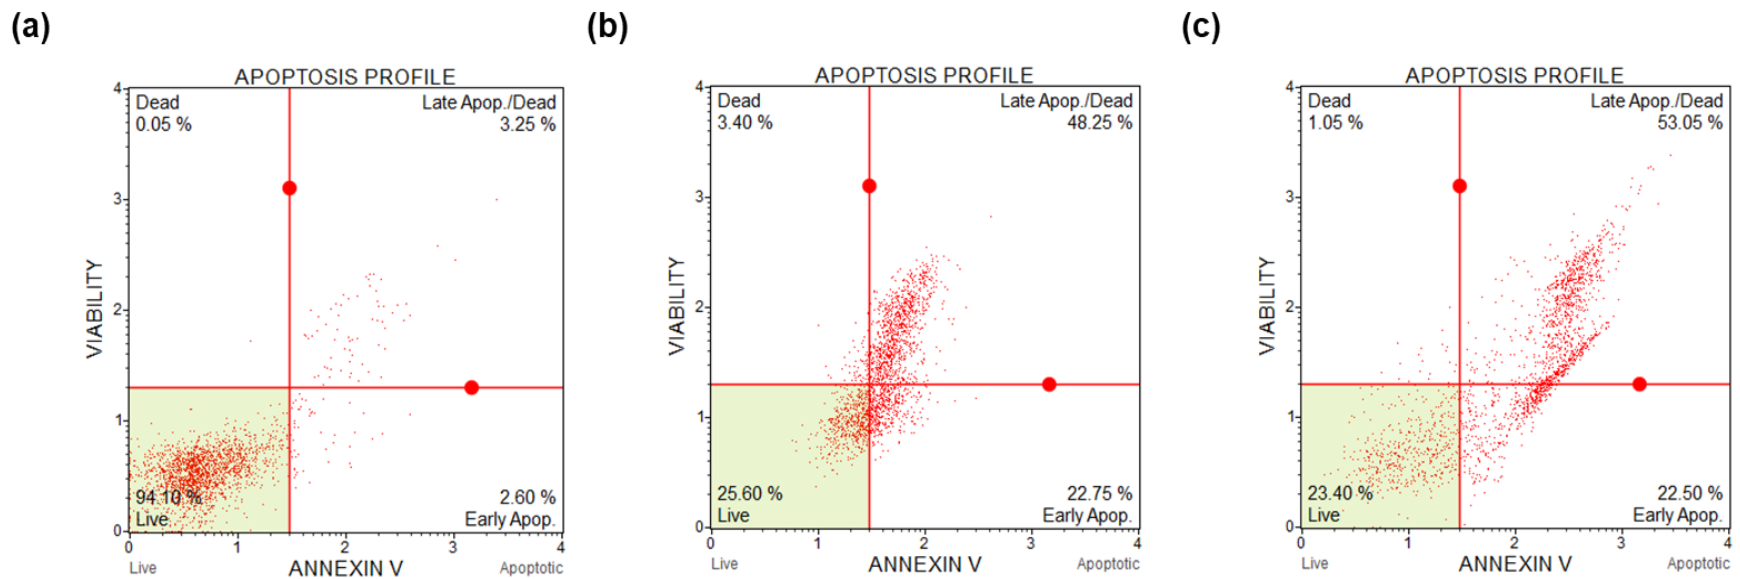 (a)
APOPTOSIS PROFILE
4
Dead
0.05 %
Late Apop./Dead
3.25 %
3
VIABILITY
2
1
94.10 %
Live
2.60 %
Early Apop.
0
0
1
2
3
4
Live
ANNEXIN V
Apoptotic
(b)
APOPTOSIS PROFILE
4
Dead
3.40 %
Late Apop./Dead
48.25 %
3
VIABILITY
2
1
25.60 %
Live
22.75 %
Early Apop.
0
0
1
2
3
4
Live
ANNEXIN V
Apoptotic
(c)
APOPTOSIS PROFILE
4
Dead
1.05 %
Late Apop./Dead
53.05 %
3
VIABILITY
2
1
23.40 %
Live
22.50 %
Early Apop.
0
0
1
2
3
4
Live
ANNEXIN V
Apoptotic